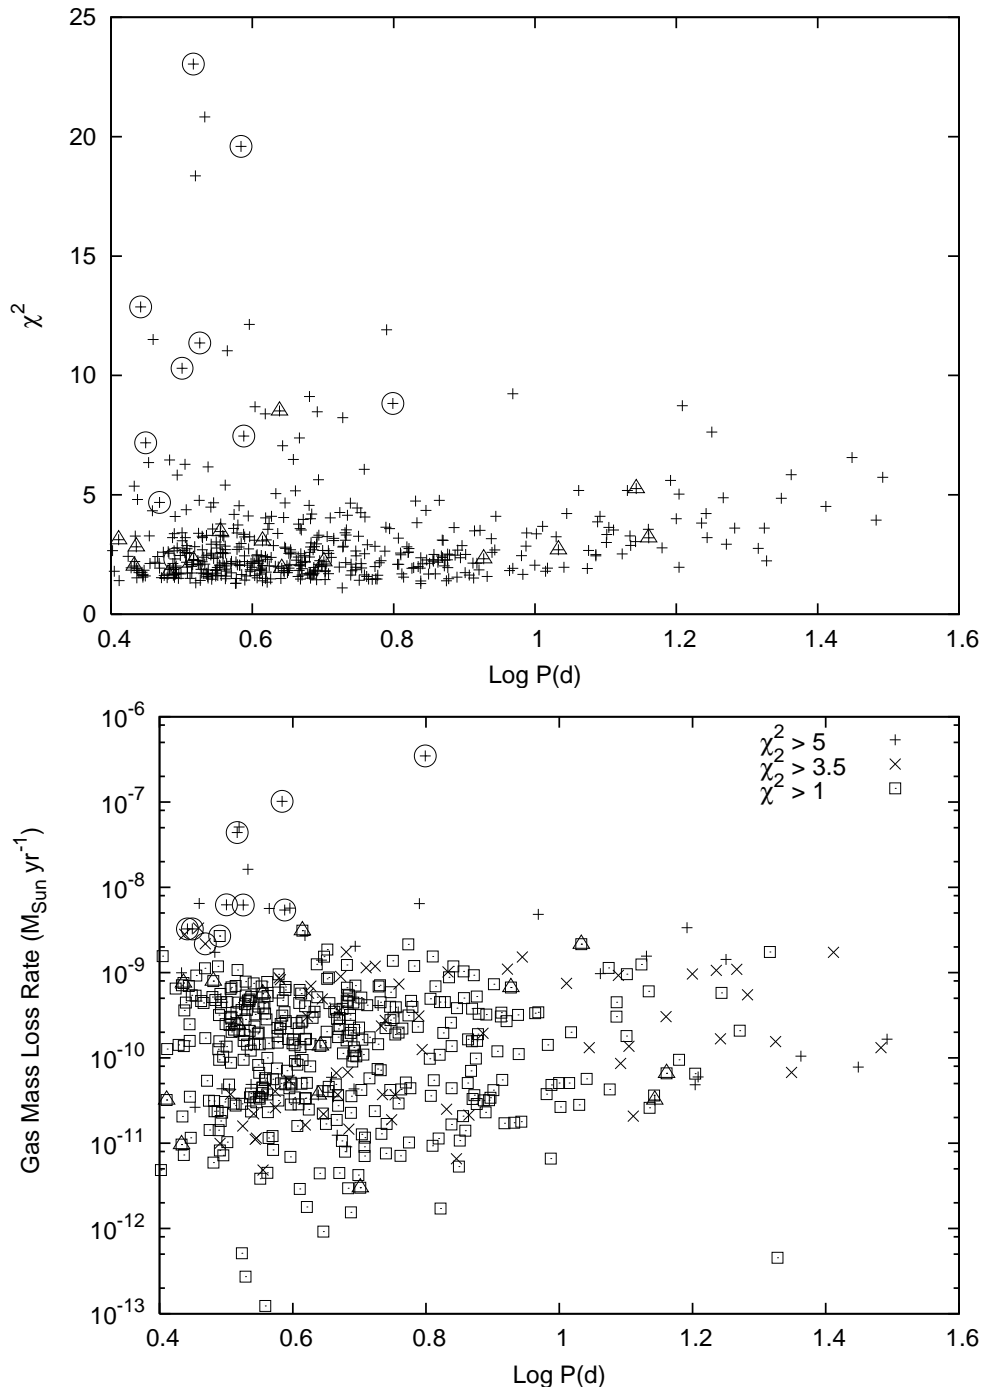 25
20
15
10
5
0
χ²
0.4 0.6 0.8 1 1.2 1.4 1.6
Log P(d)
10⁻⁶
10⁻⁷
10⁻⁸
10⁻⁹
10⁻¹⁰
10⁻¹¹
10⁻¹²
10⁻¹³
Gas Mass Loss Rate (M_Sun yr⁻¹)
χ² > 5
χ² > 3.5
χ² > 1
0.4 0.6 0.8 1 1.2 1.4 1.6
Log P(d)